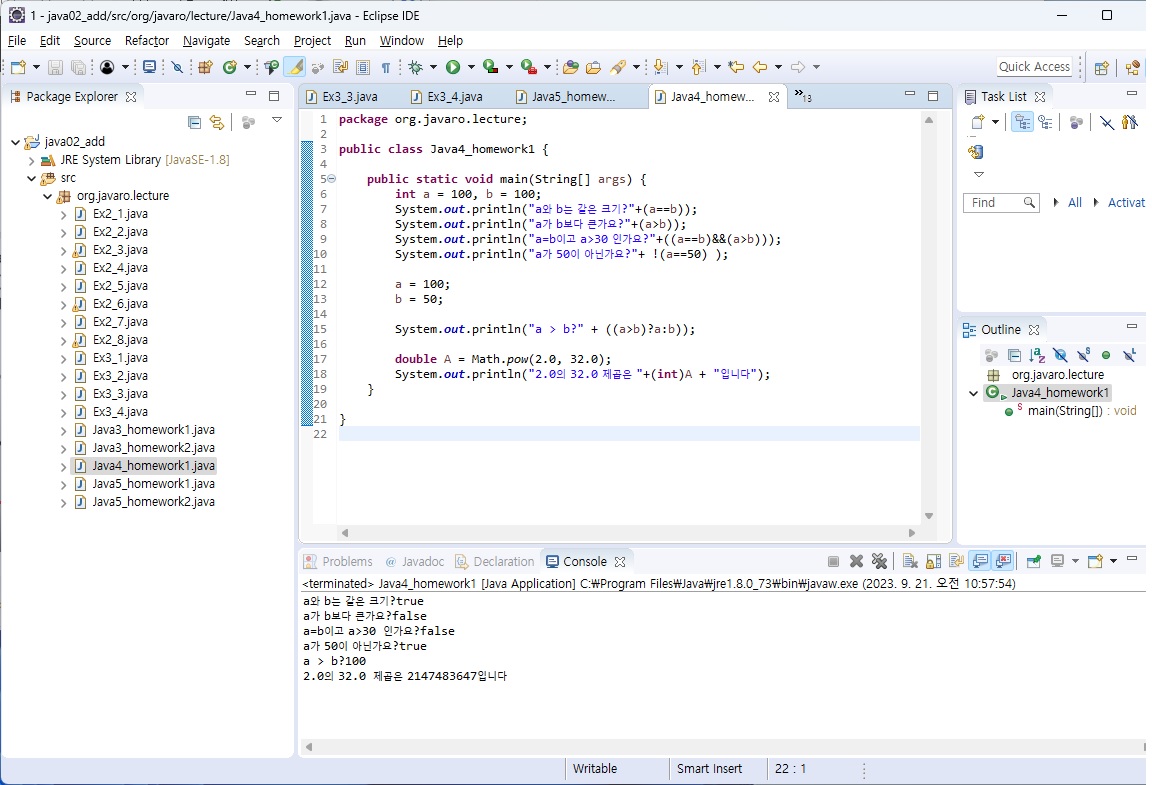 1 - java02_add/src/org/javaro/lecture/Java4_homework1.java - Eclipse IDE
File Edit Source Refactor Navigate Search Project Run Window Help
Quick Access
Package Explorer
java02_add
JRE System Library [JavaSE-1.8]
src
org.javaro.lecture
Ex2_1.java
Ex2_2.java
Ex2_3.java
Ex2_4.java
Ex2_5.java
Ex2_6.java
Ex2_7.java
Ex2_8.java
Ex3_1.java
Ex3_2.java
Ex3_3.java
Ex3_4.java
Java3_homework1.java
Java3_homework2.java
Java4_homework1.java
Java5_homework1.java
Java5_homework2.java
Ex3_3.java Ex3_4.java Java5_homew... Java4_homew... »13
1 package org.javaro.lecture;
2
3 public class Java4_homework1 {
4
5 public static void main(String[] args) {
6 int a = 100, b = 100;
7 System.out.println("a와 b는 같은 크기?"+(a==b));
8 System.out.println("a가 b보다 큰가요?"+(a>b));
9 System.out.println("a=b이고 a>30 인가요?"+((a==b)&&(a>b)));
10 System.out.println("a가 50이 아닌가요?"+ !(a==50) );
11
12 a = 100;
13 b = 50;
14
15 System.out.println("a > b?" + ((a>b)?a:b));
16
17 double A = Math.pow(2.0, 32.0);
18 System.out.println("2.0의 32.0 제곱은 "+(int)A + "입니다");
19 }
20
21 }
22
Task List
Find All Activat
Outline
org.javaro.lecture
Java4_homework1
main(String[]) : void
Problems @ Javadoc Declaration Console
<terminated> Java4_homework1 [Java Application] C:₩Program Files₩Java₩jre1.8.0_73₩bin₩javaw.exe (2023. 9. 21. 오전 10:57:54)
a와 b는 같은 크기?true
a가 b보다 큰가요?false
a=b이고 a>30 인가요?false
a가 50이 아닌가요?true
a > b?100
2.0의 32.0 제곱은 2147483647입니다
Writable Smart Insert 22 : 1